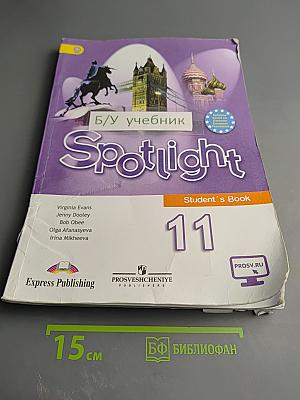 Б/У учебник
Spotlight
Student's Book
Virginia Evans
Jenny Dooley
Bob Obee
Olga Afanasyeva
Irina Mikheeva
11
PROSV.RU
Express Publishing
PROSVESHCHENIYE
PUBLISHERS
15 см
БФ БИБЛИОФАН